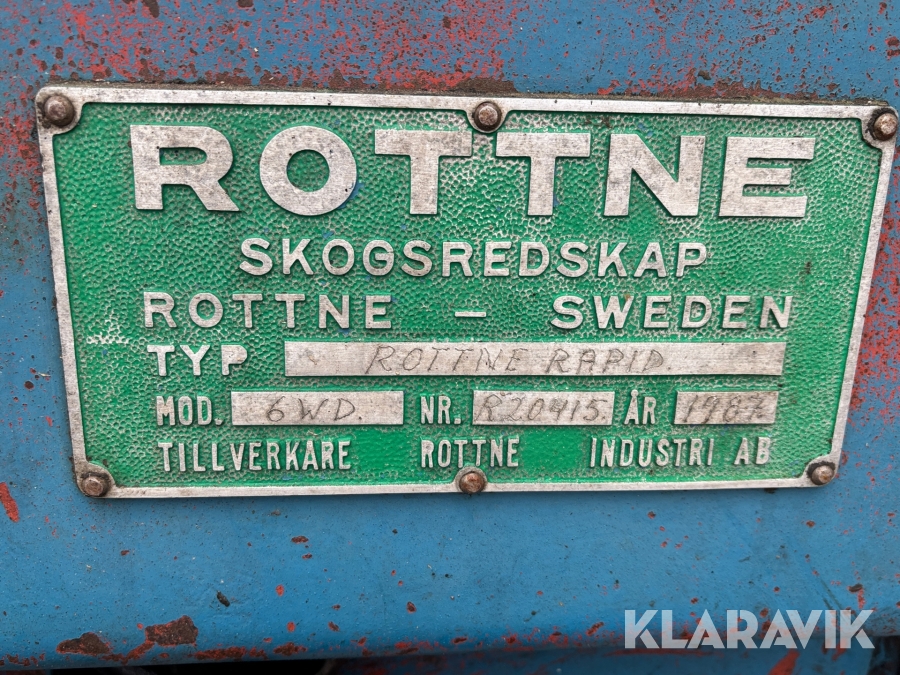 ROTTNE
SKOGSREDSKAP
ROTTNE – SWEDEN
TYP ROTTNE RAPID.
MOD. 6WD. NR. R20415 ÅR
TILLVERKARE ROTTNE INDUSTRI AB
KLARAVIK